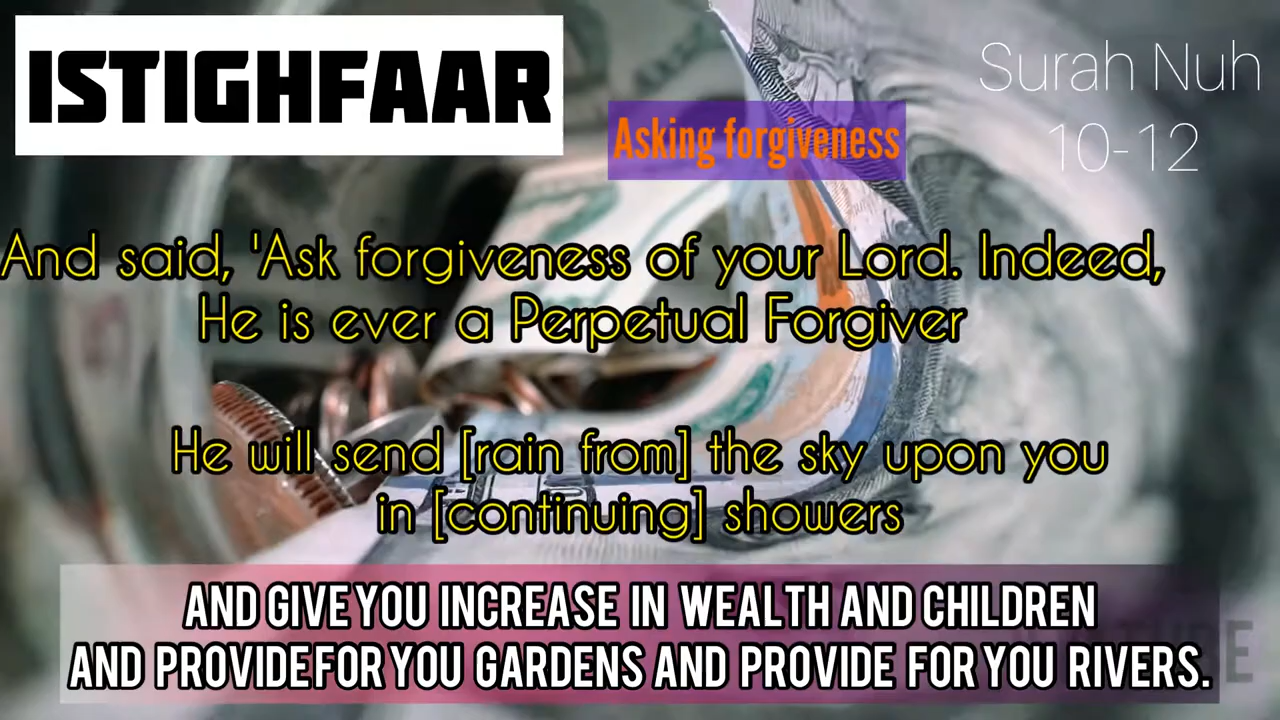 ISTIGHFAAR
Surah Nuh
10-12
Asking forgiveness
And said, 'Ask forgiveness of your Lord. Indeed,
He is ever a Perpetual Forgiver
He will send [rain from] the sky upon you
in [continuing] showers
AND GIVE YOU INCREASE IN WEALTH AND CHILDREN
AND PROVIDE FOR YOU GARDENS AND PROVIDE FOR YOU RIVERS.